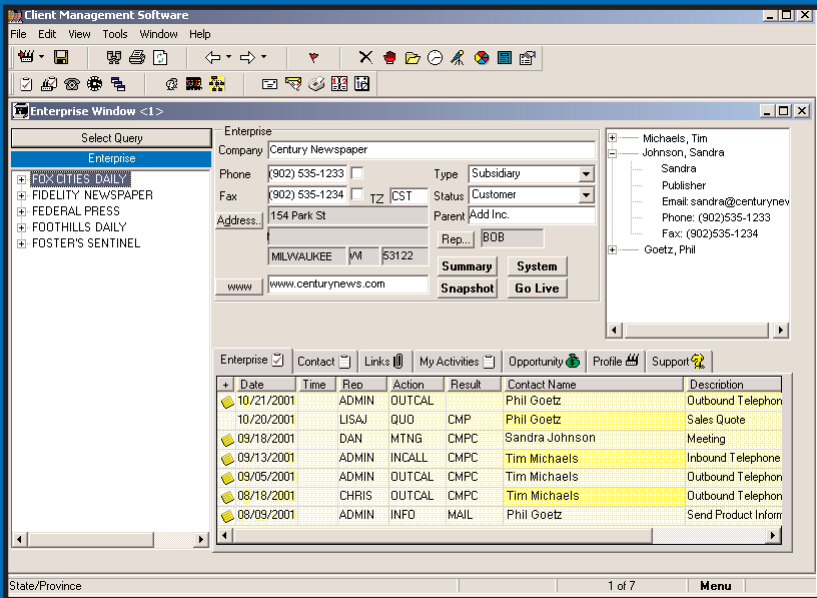 Client Management Software
File Edit View Tools Window Help
Enterprise Window <1>
Select Query
Enterprise
FOX CITIES DAILY
FIDELITY NEWSPAPER
FEDERAL PRESS
FOOTHILLS DAILY
FOSTER'S SENTINEL
Enterprise
Company Century Newspaper
Phone (902) 535-1233 Type Subsidiary
Fax (902) 535-1234 TZ CST Status Customer
Address.. 154 Park St Parent Add Inc.
Rep... BOB
MILWAUKEE WI 53122
Summary System
www www.centurynews.com Snapshot Go Live
Michaels, Tim
Johnson, Sandra
Sandra
Publisher
Email: sandra@centurynev
Phone: (902)535-1233
Fax: (902)535-1234
Goetz, Phil
Enterprise Contact Links My Activities Opportunity Profile Support
+ Date Time Rep Action Result Contact Name Description
10/21/2001 ADMIN OUTCAL Phil Goetz Outbound Telephon
10/20/2001 LISAJ QUO CMP Phil Goetz Sales Quote
09/18/2001 DAN MTNG CMPC Sandra Johnson Meeting
09/13/2001 ADMIN INCALL CMPC Tim Michaels Inbound Telephone
09/05/2001 ADMIN OUTCAL CMPC Tim Michaels Outbound Telephon
08/18/2001 CHRIS OUTCAL CMPC Tim Michaels Outbound Telephon
08/09/2001 ADMIN INFO MAIL Phil Goetz Send Product Inform
State/Province 1 of 7 Menu